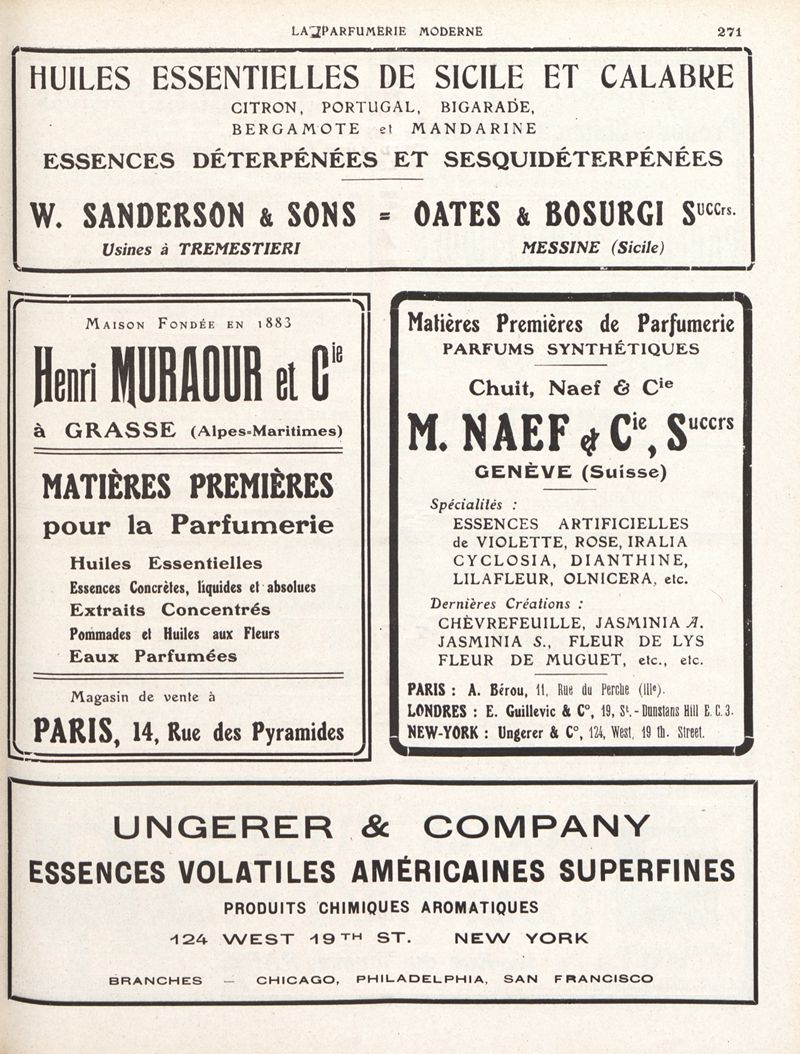 LA PARFUMERIE MODERNE 271
HUILES ESSENTIELLES DE SICILE ET CALABRE
CITRON, PORTUGAL, BIGARADE,
BERGAMOTE et MANDARINE
ESSENCES DÉTERPÉNÉES ET SESQUIDÉTERPÉNÉES
W. SANDERSON & SONS = OATES & BOSURGI SUCCrs.
Usines à TREMESTIERI MESSINE (Sicile)
MAISON FONDÉE EN 1883
Henri MURAOUR et Cie
à GRASSE (Alpes-Maritimes)
MATIÈRES PREMIÈRES
pour la Parfumerie
Huiles Essentielles
Essences Concrètes, liquides et absolues
Extraits Concentrés
Pommades et Huiles aux Fleurs
Eaux Parfumées
Magasin de vente à
PARIS, 14, Rue des Pyramides
Matières Premières de Parfumerie
PARFUMS SYNTHÉTIQUES
Chuit, Naef & Cie
M. NAEF & Cie, Succrs
GENÈVE (Suisse)
Spécialités :
ESSENCES ARTIFICIELLES
de VIOLETTE, ROSE, IRALIA
CYCLOSIA, DIANTHINE,
LILAFLEUR, OLNICERA, etc.
Dernières Créations :
CHÈVREFEUILLE, JASMINIA A.
JASMINIA S., FLEUR DE LYS
FLEUR DE MUGUET, etc., etc.
PARIS : A. Bérou, 11, Rue du Perche (IIIe).
LONDRES : E. Guillevic & C°, 19, St.-Dunstans Hill E.C.3.
NEW-YORK : Ungerer & C°, 124, West, 19 th. Street.
UNGERER & COMPANY
ESSENCES VOLATILES AMÉRICAINES SUPERFINES
PRODUITS CHIMIQUES AROMATIQUES
124 WEST 19TH ST. NEW YORK
BRANCHES — CHICAGO, PHILADELPHIA, SAN FRANCISCO